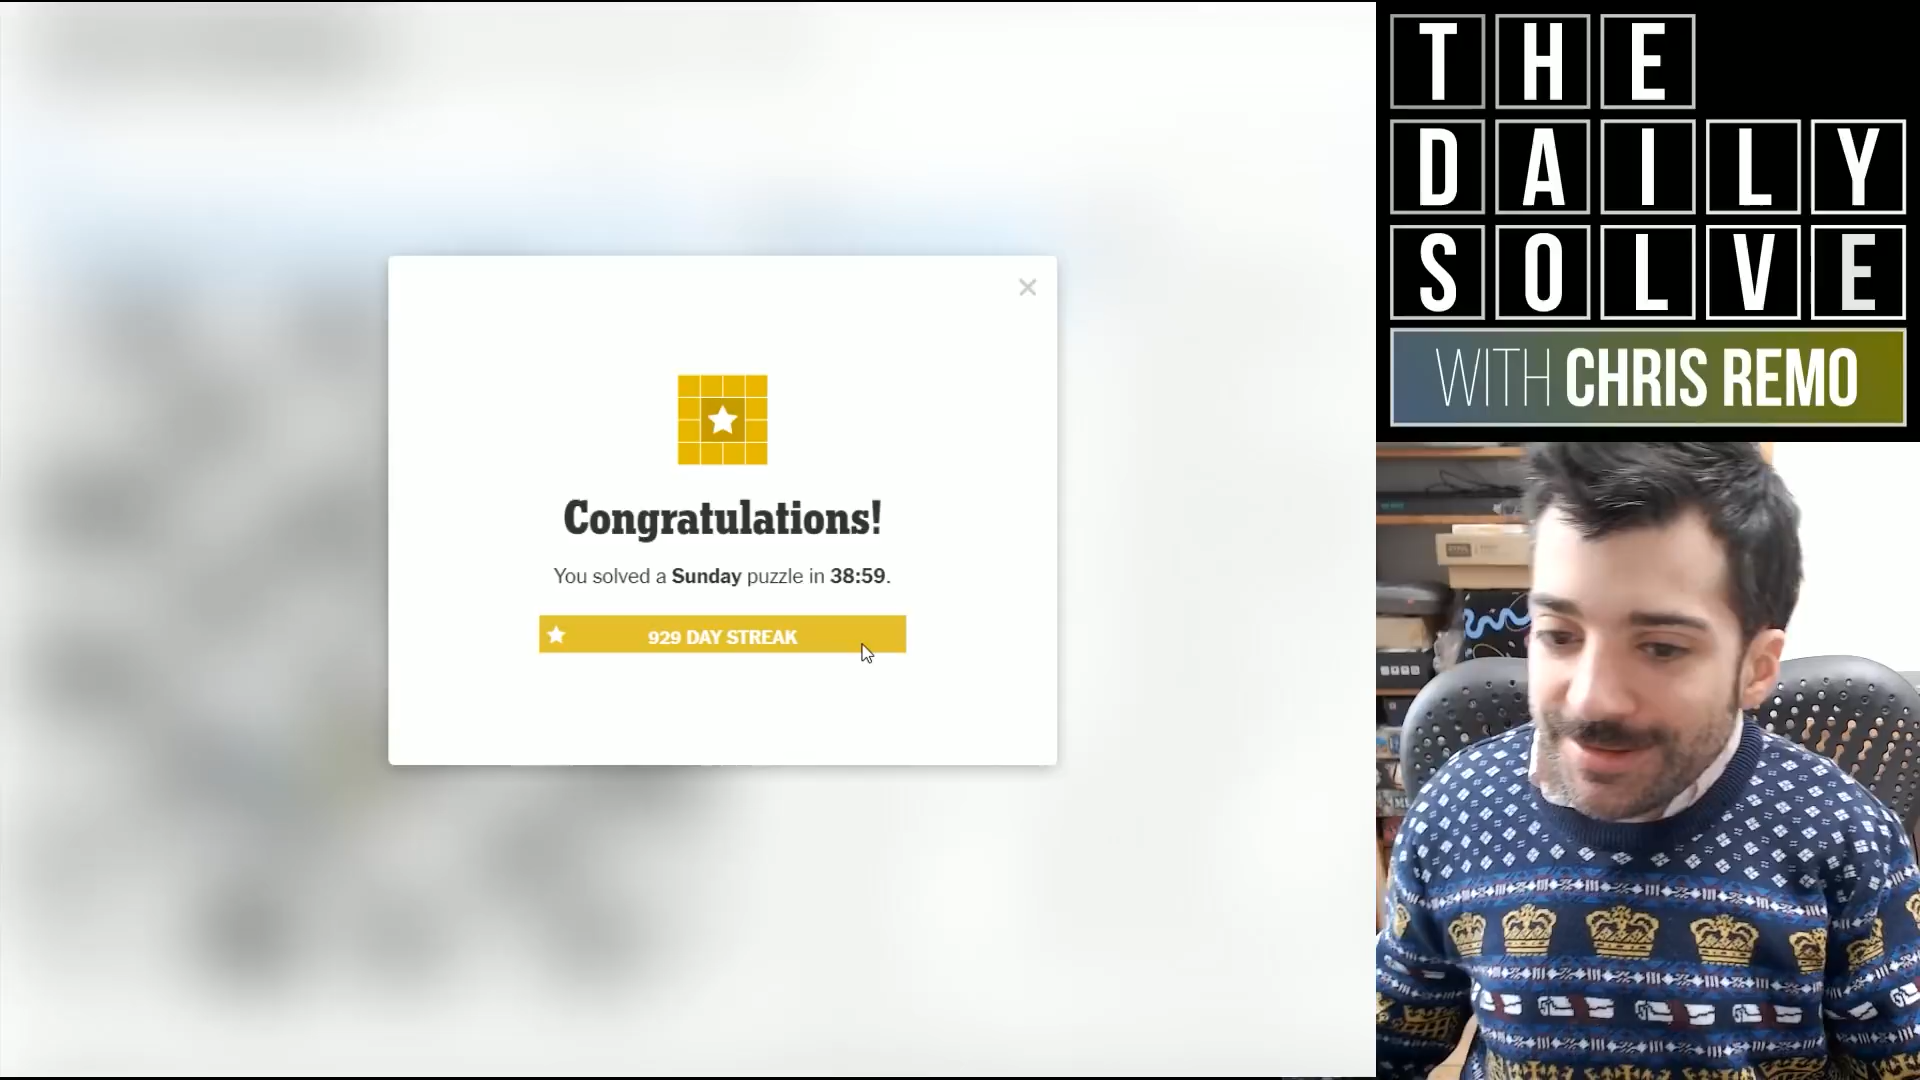 Congratulations!
You solved a Sunday puzzle in 38:59.
929 DAY STREAK
THE
DAILY
SOLVE
WITH CHRIS REMO